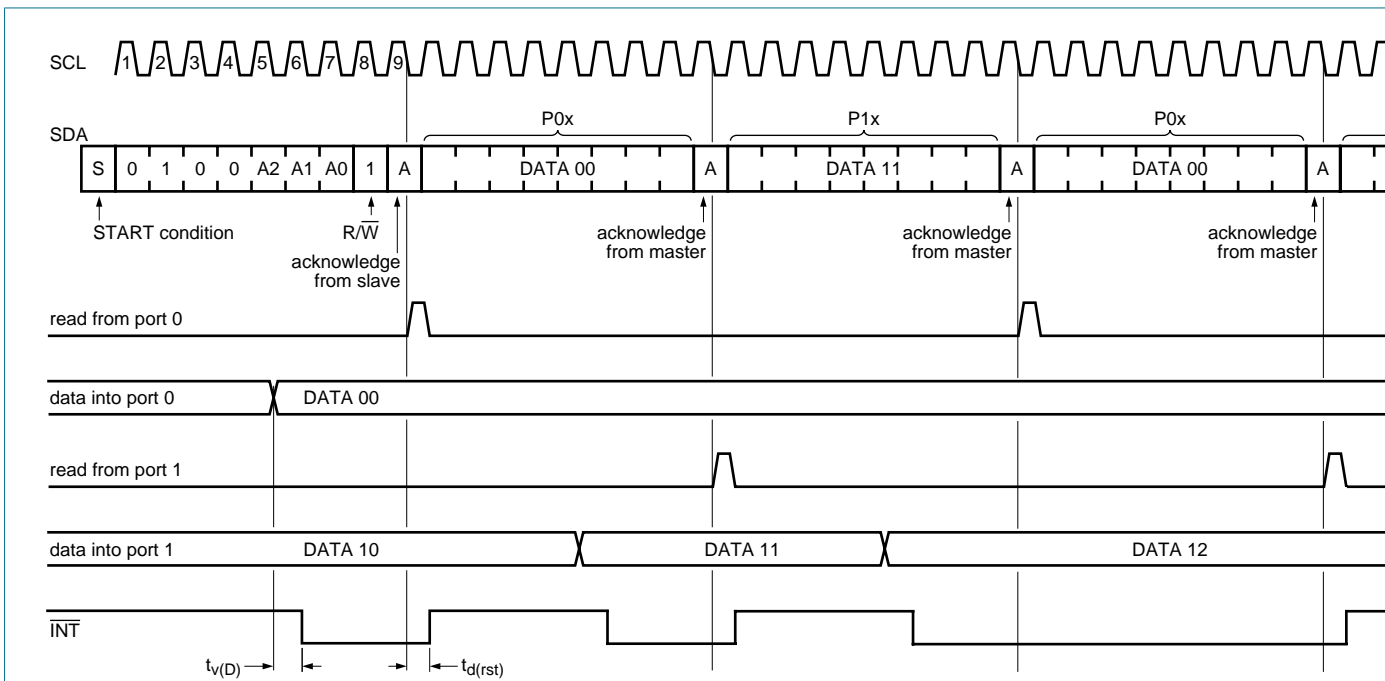 SCL 1 2 3 4 5 6 7 8 9
P0x P1x P0x
SDA
S 0 1 0 0 A2 A1 A0 1 A DATA 00 A DATA 11 A DATA 00 A
START condition R/W
acknowledge from slave
acknowledge from master
acknowledge from master
acknowledge from master
read from port 0
data into port 0 DATA 00
read from port 1
data into port 1 DATA 10 DATA 11 DATA 12
INT
tv(D) td(rst)